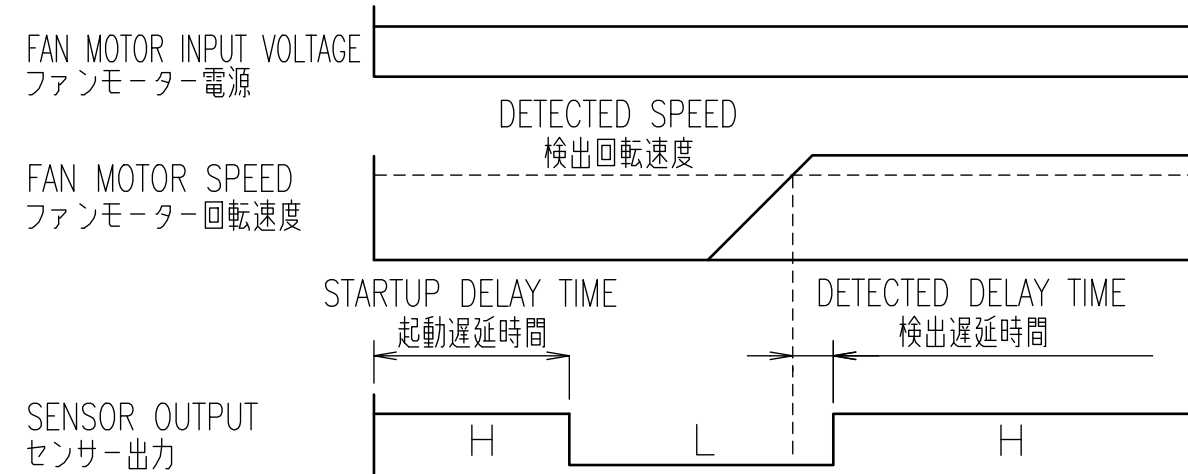 FAN MOTOR INPUT VOLTAGE
ファンモーター電源
DETECTED SPEED
検出回転速度
FAN MOTOR SPEED
ファンモーター回転速度
STARTUP DELAY TIME
起動遅延時間
DETECTED DELAY TIME
検出遅延時間
SENSOR OUTPUT
センサー出力
H L H